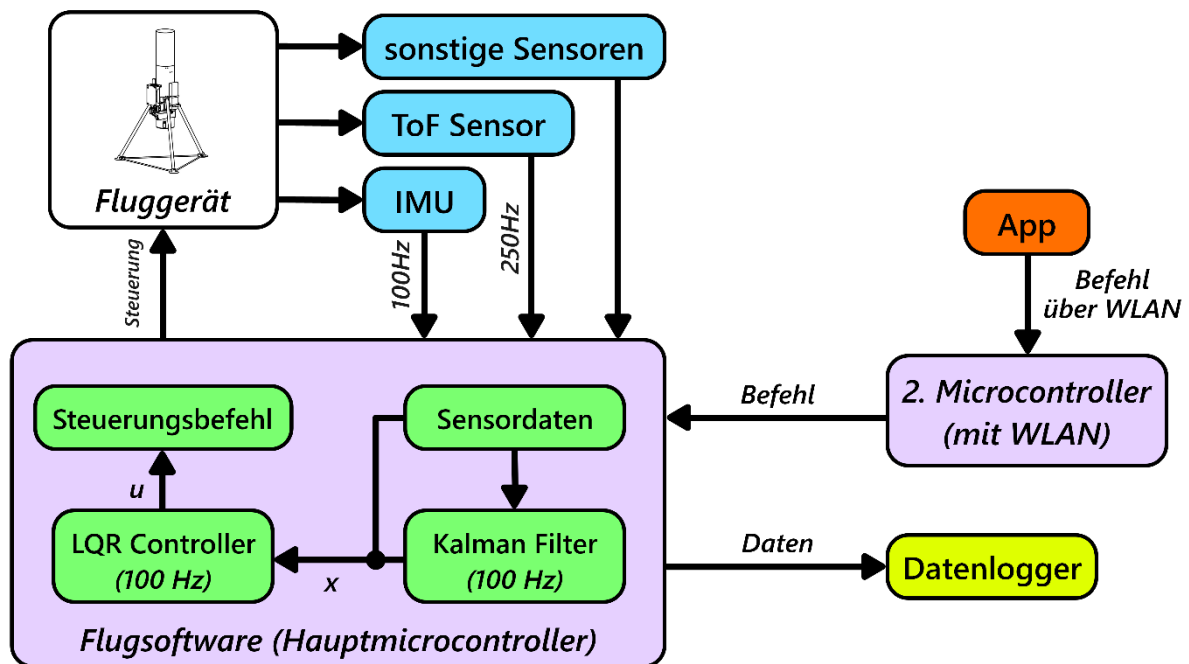 sonstige Sensoren
ToF Sensor
IMU
Fluggerät
Steuerung
100Hz
250Hz
App
Befehl
über WLAN
2. Microcontroller
(mit WLAN)
Befehl
Steuerungsbefehl
Sensordaten
u
LQR Controller
(100 Hz)
x
Kalman Filter
(100 Hz)
Daten
Datenlogger
Flugsoftware (Hauptmicrocontroller)